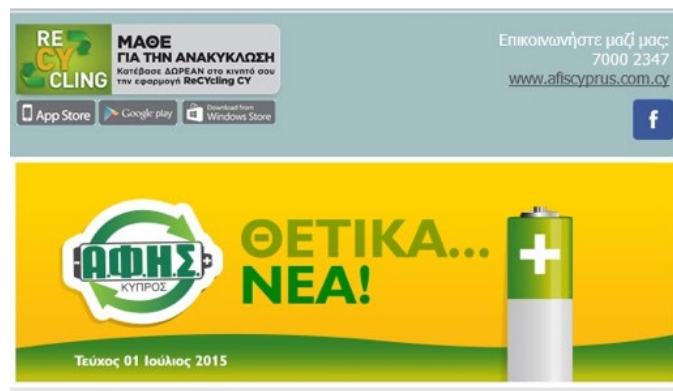 RE
CY
CLING
ΜΑΘΕ
ΓΙΑ ΤΗΝ ΑΝΑΚΥΚΛΩΣΗ
Κατέβασε ΔΩΡΕΑΝ στο κινητό σου
την εφαρμογή ReCYcling CY
App Store
Google play
Download from
Windows Store
Επικοινωνήστε μαζί μας:
7000 2347
www.afiscyprus.com.cy
f
Α.Φ.Η.Σ.
ΚΥΠΡΟΣ
ΘΕΤΙΚΑ...
ΝΕΑ!
Τεύχος 01 Ιούλιος 2015